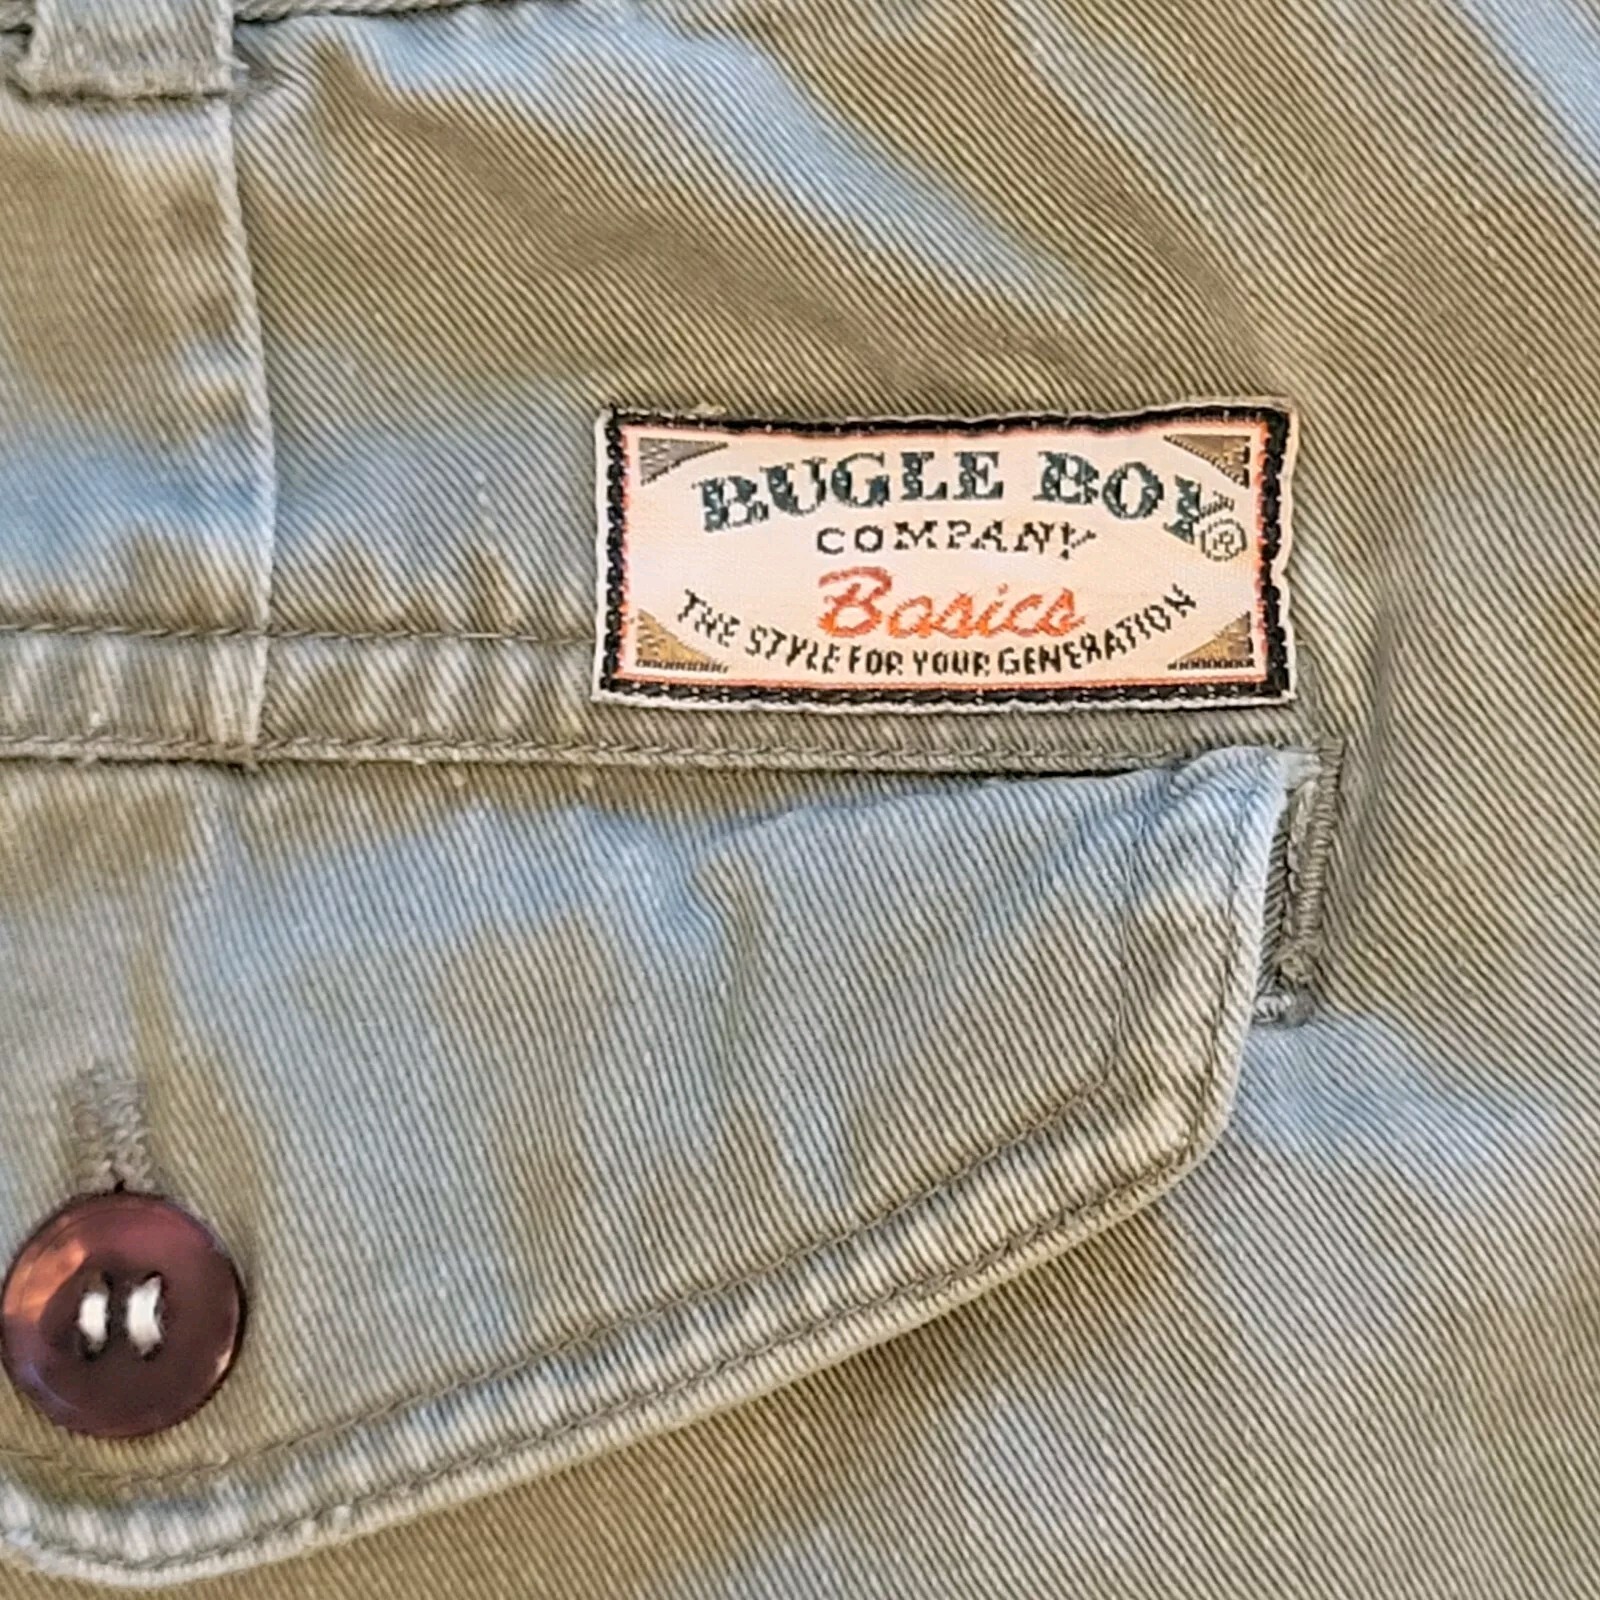 BUGLE BOY®
COMPANY
Basics
THE STYLE FOR YOUR GENERATION